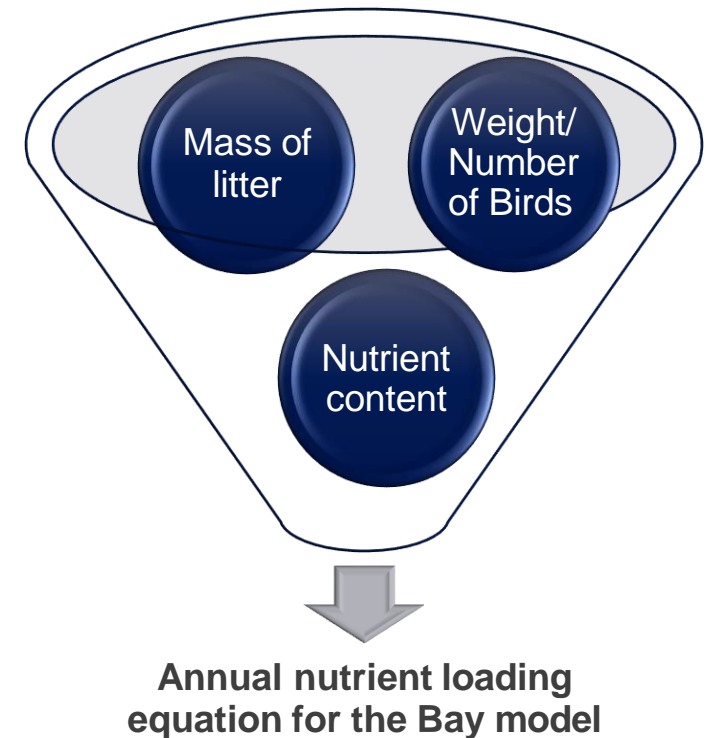 Mass of
litter
Weight/
Number
of Birds
Nutrient
content
Annual nutrient loading
equation for the Bay model